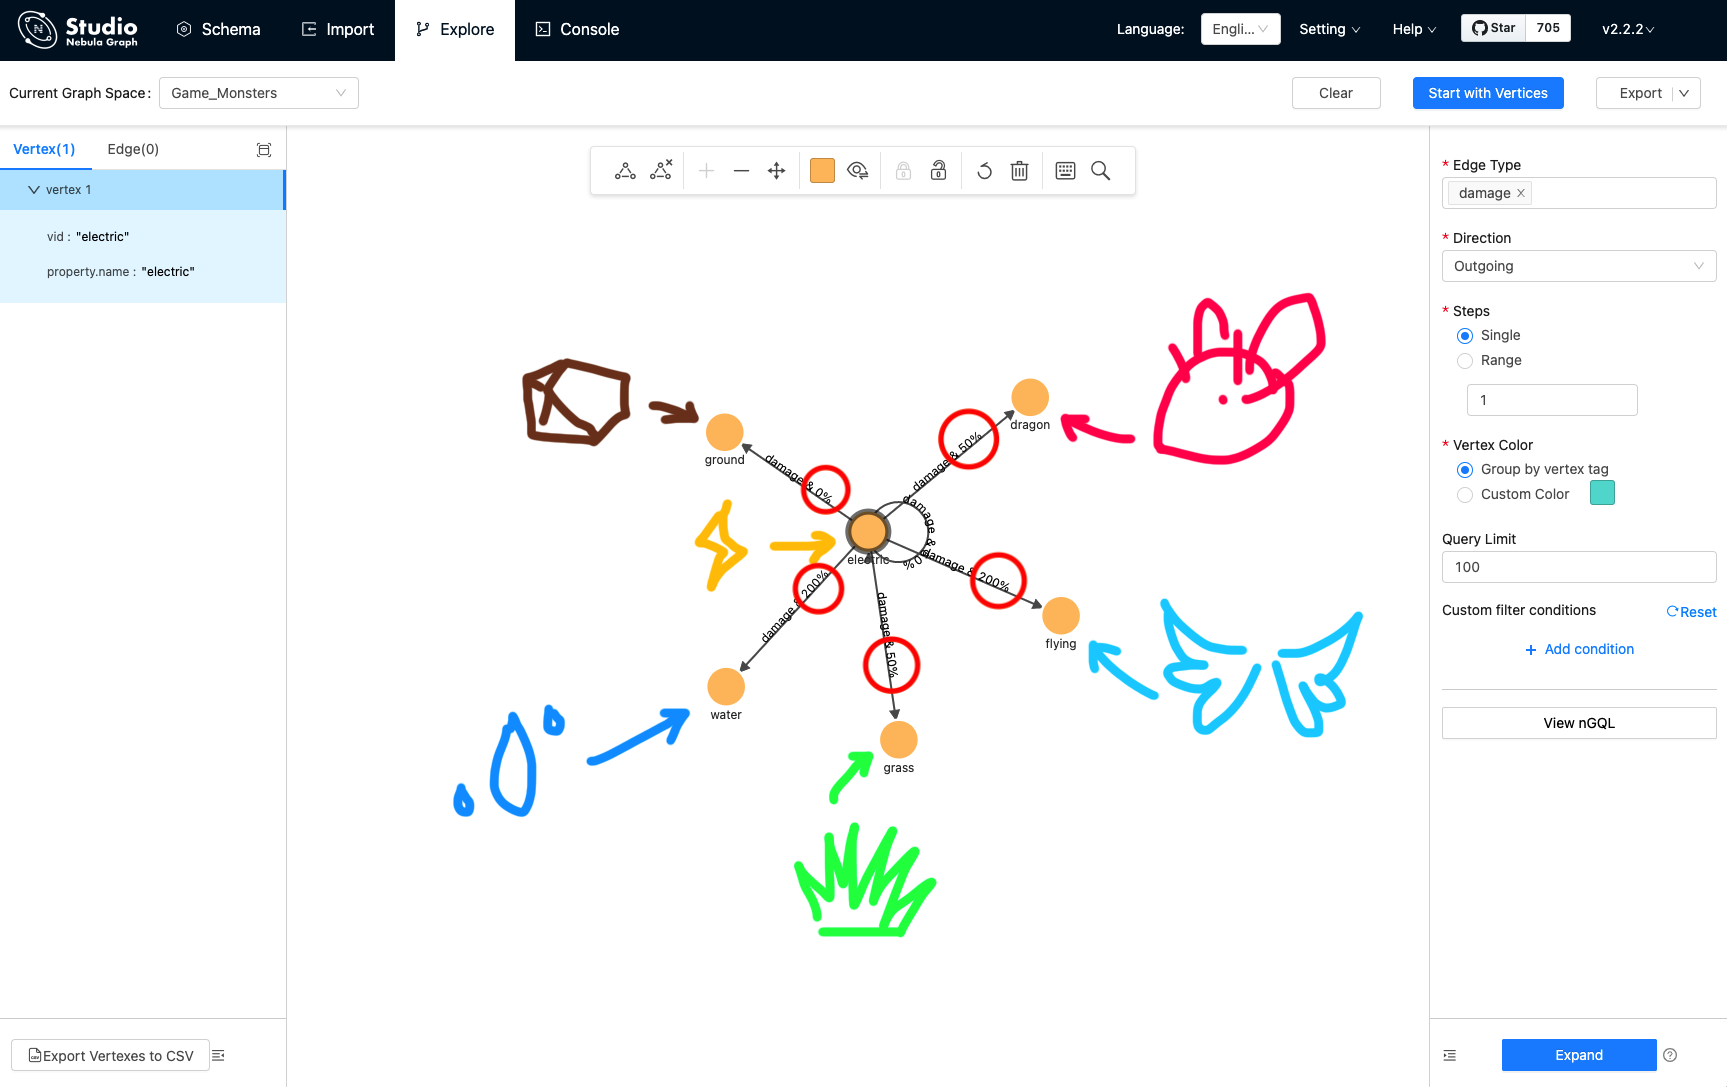 Studio
Nebula Graph
Schema
Import
Explore
Console
Language:
Engli...
Setting
Help
Star
705
v2.2.2
Current Graph Space:
Game_Monsters
Clear
Start with Vertices
Export
Vertex(1)
Edge(0)
vertex 1
vid : "electric"
property.name : "electric"
dragon
damage & 50%
ground
damage & 0%
electric
damage & 0%
damage & 200%
flying
damage & 200%
water
damage & 50%
grass
* Edge Type
damage
* Direction
Outgoing
* Steps
Single
Range
1
* Vertex Color
Group by vertex tag
Custom Color
Query Limit
100
Custom filter conditions
Reset
+ Add condition
View nGQL
Export Vertexes to CSV
Expand